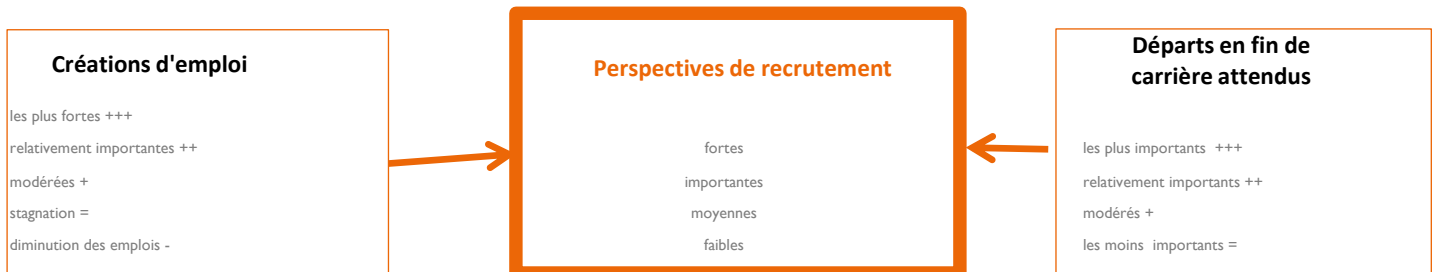 Créations d'emploi
les plus fortes +++
relativement importantes ++
modérées +
stagnation =
diminution des emplois -
Perspectives de recrutement
fortes
importantes
moyennes
faibles
Départs en fin de
carrière attendus
les plus importants +++
relativement importants ++
modérés +
les moins importants =